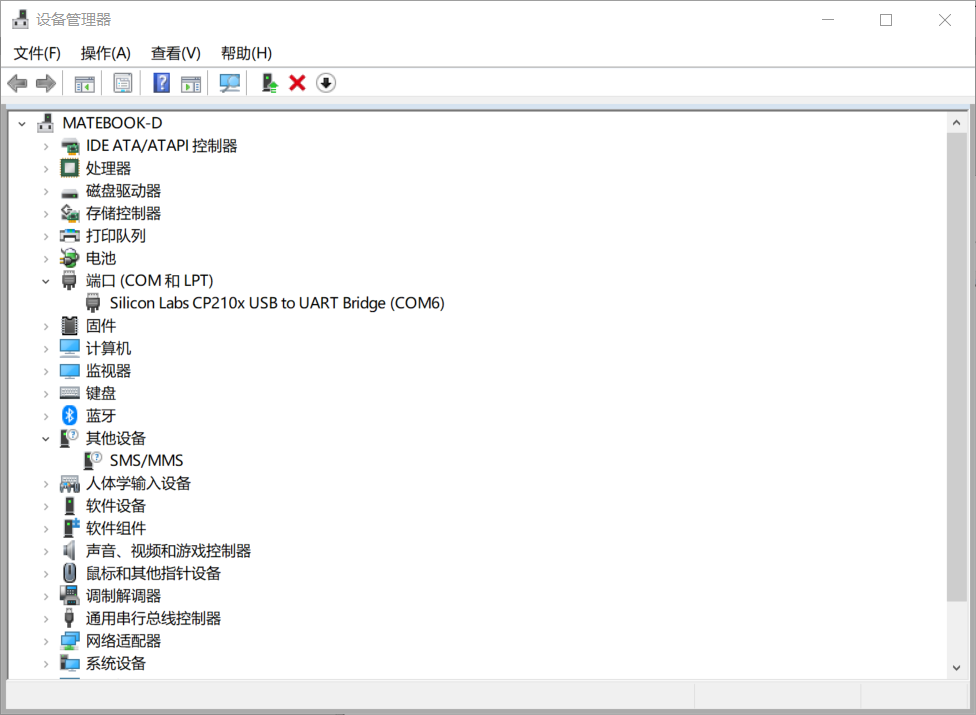 设备管理器
文件(F) 操作(A) 查看(V) 帮助(H)
MATEBOOK-D
IDE ATA/ATAPI 控制器
处理器
磁盘驱动器
存储控制器
打印队列
电池
端口 (COM 和 LPT)
Silicon Labs CP210x USB to UART Bridge (COM6)
固件
计算机
监视器
键盘
蓝牙
其他设备
SMS/MMS
人体学输入设备
软件设备
软件组件
声音、视频和游戏控制器
鼠标和其他指针设备
调制解调器
通用串行总线控制器
网络适配器
系统设备